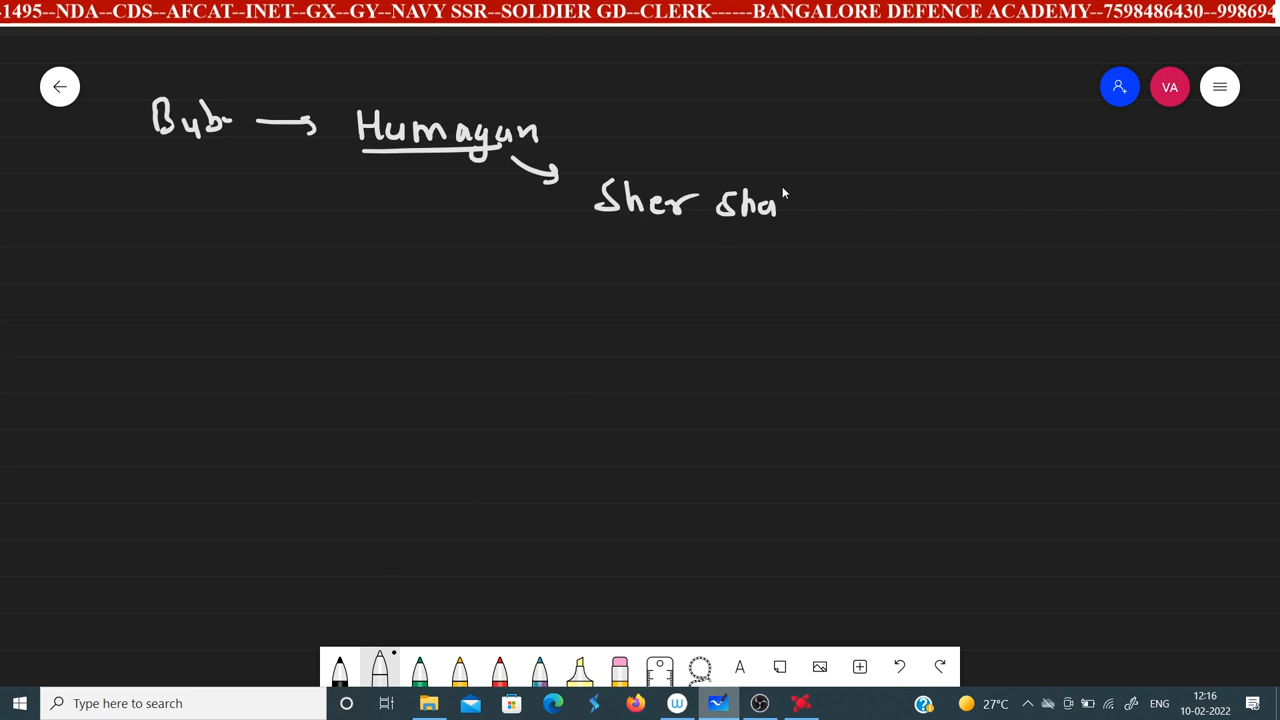 -1495--NDA--CDS--AFCAT--INET--GX--GY--NAVY SSR--SOLDIER GD--CLERK------BANGALORE DEFENCE ACADEMY--7598486430--998694
VA
Bub → Humayun
Sher Sha
A
Type here to search
27°C
ENG
12:16
10-02-2022